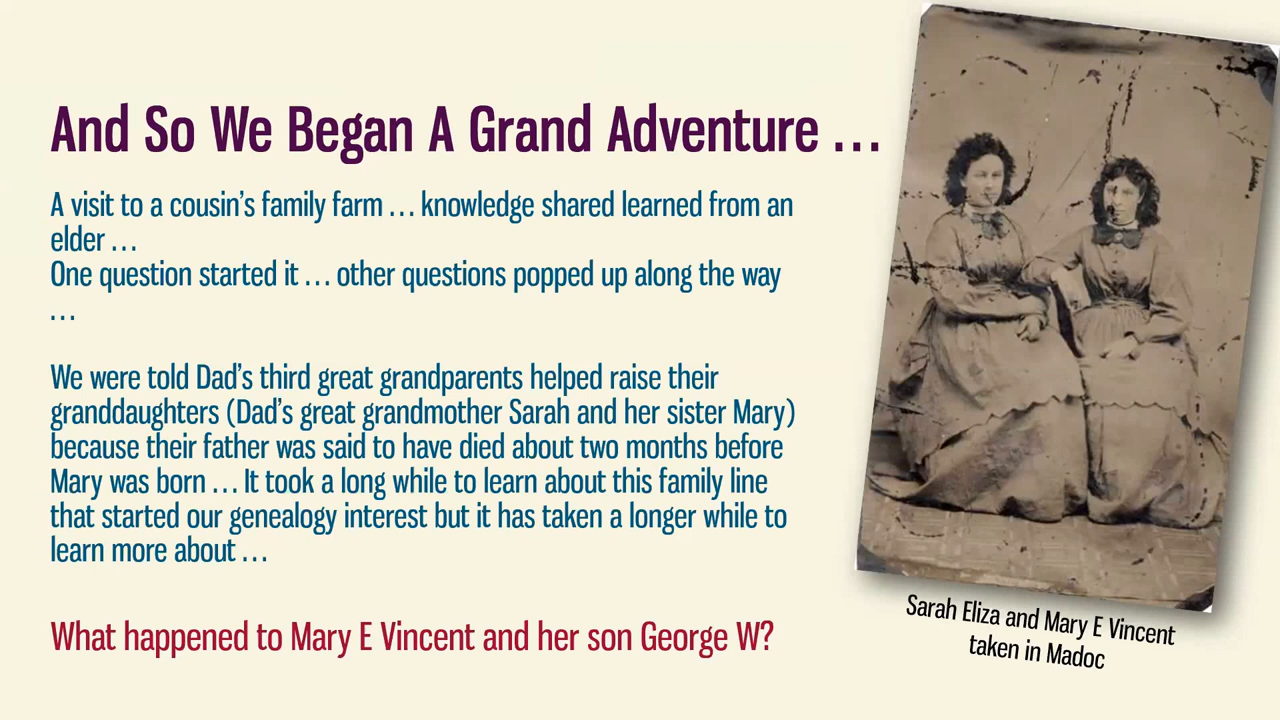 And So We Began A Grand Adventure …
A visit to a cousin’s family farm … knowledge shared learned from an
elder …
One question started it … other questions popped up along the way
…
We were told Dad’s third great grandparents helped raise their
granddaughters (Dad’s great grandmother Sarah and her sister Mary)
because their father was said to have died about two months before
Mary was born … It took a long while to learn about this family line
that started our genealogy interest but it has taken a longer while to
learn more about …
What happened to Mary E Vincent and her son George W?
Sarah Eliza and Mary E Vincent
taken in Madoc